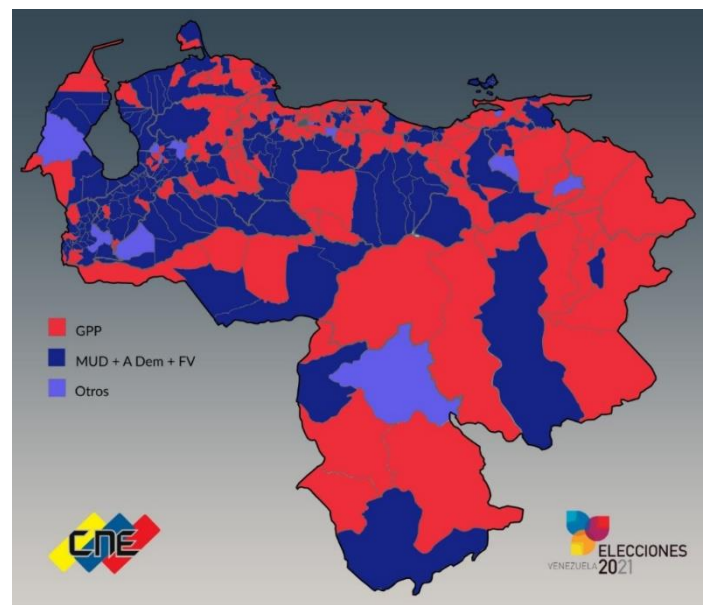 GPP
MUD + A Dem + FV
Otros
CNE
ELECCIONES
VENEZUELA 2021